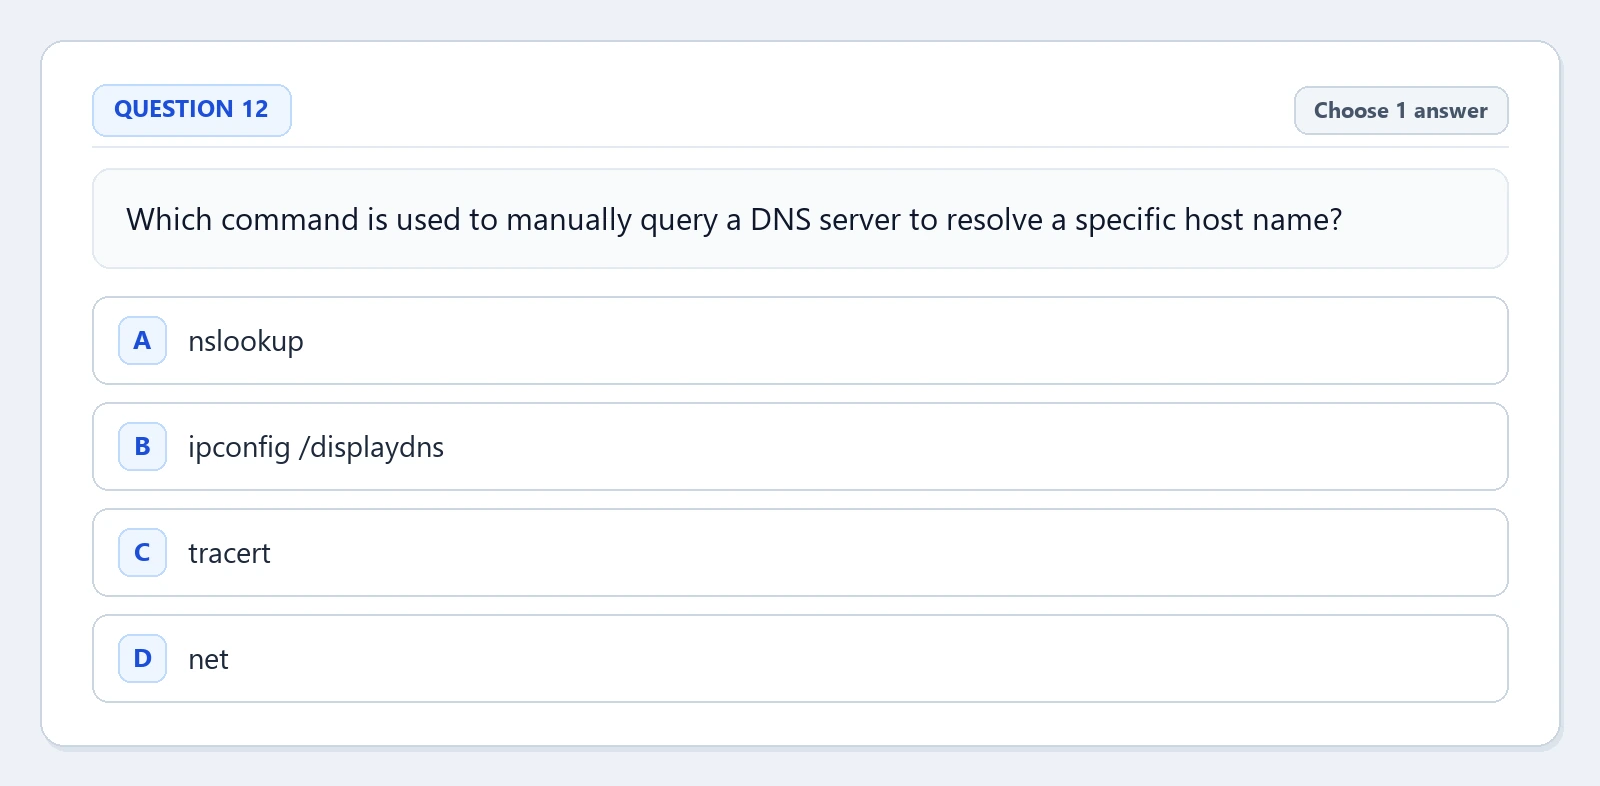 QUESTION 12
Choose 1 answer
Which command is used to manually query a DNS server to resolve a specific host name?
A nslookup
B ipconfig /displaydns
C tracert
D net